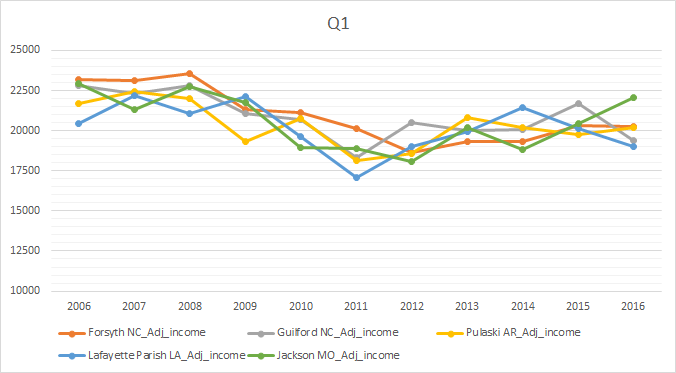 Q1
25000
22500
20000
17500
15000
12500
10000
2006 2007 2008 2009 2010 2011 2012 2013 2014 2015 2016
Forsyth NC_Adj_income Guilford NC_Adj_income Pulaski AR_Adj_income
Lafayette Parish LA_Adj_income Jackson MO_Adj_income